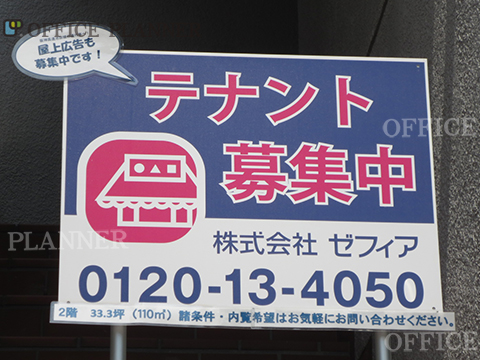 OFFICE
屋上広告も
募集中です！
テナント
募集中
○△□
株式会社 ゼフィア
0120-13-4050
2階 33.3坪（110㎡）諸条件・内覧希望はお気軽にお問い合わせください。
OFFICE
PLANNER
OFFICE